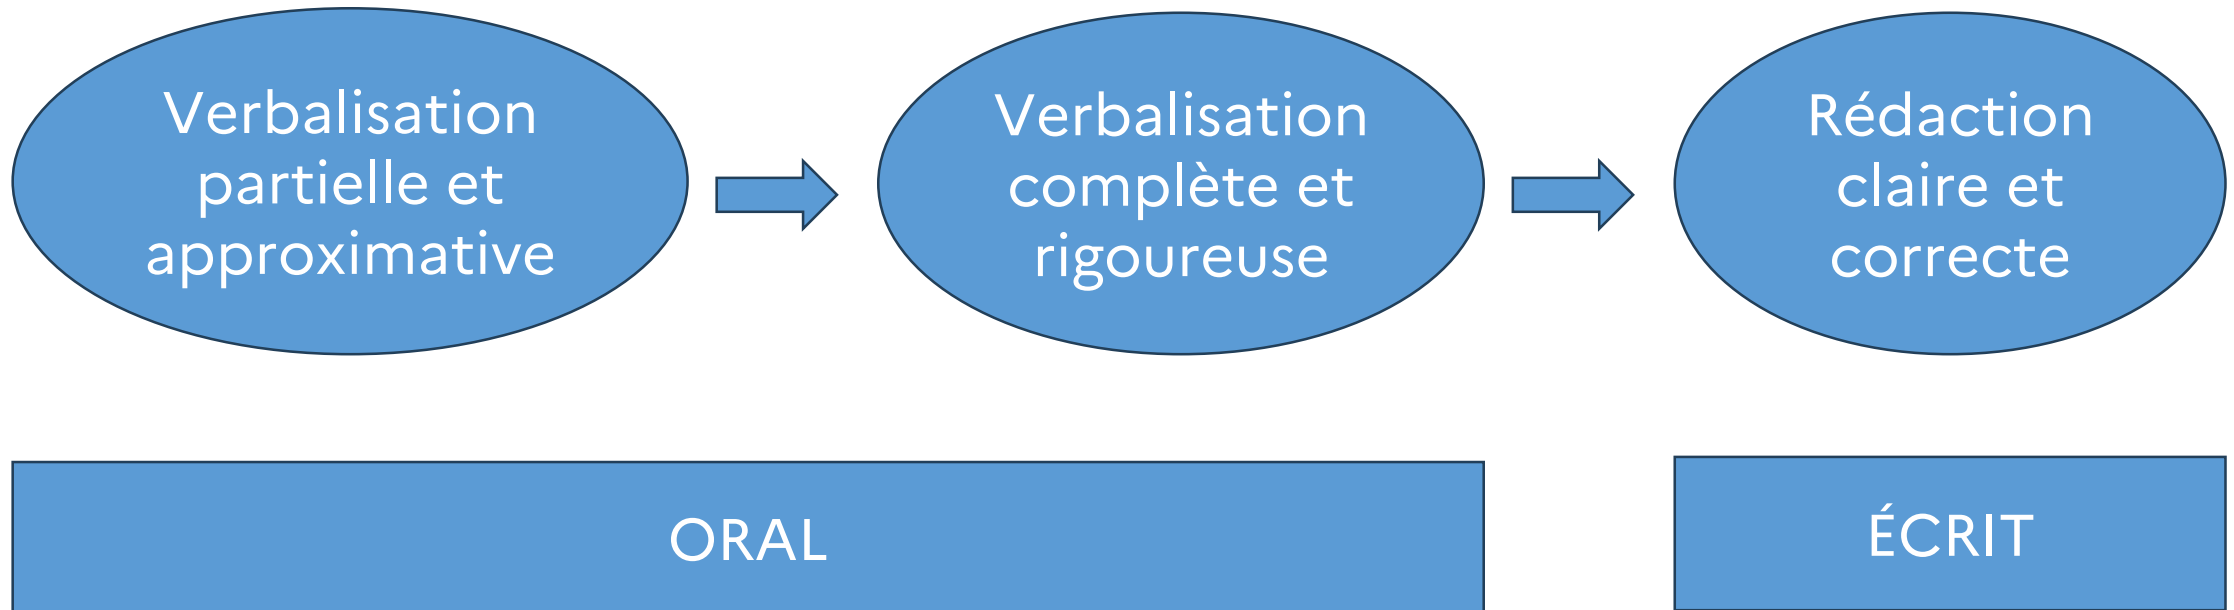 Verbalisation
partielle et
approximative
Verbalisation
complète et
rigoureuse
Rédaction
claire et
correcte
ORAL
ÉCRIT